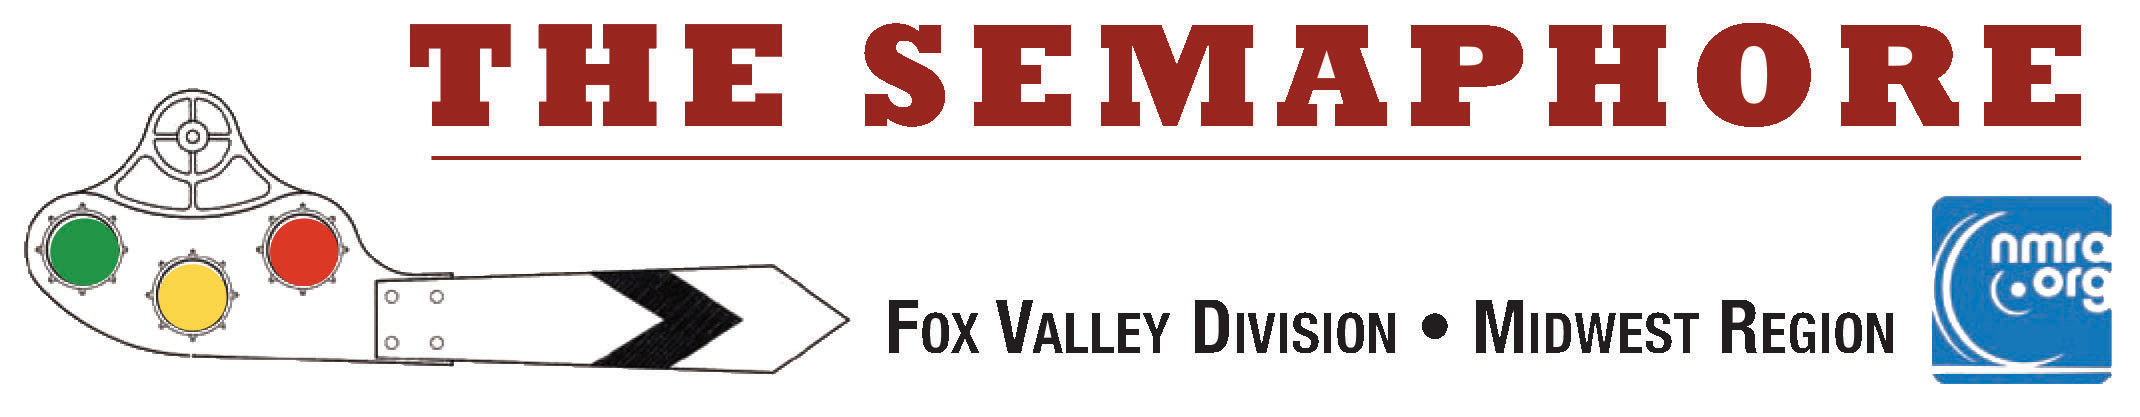 THE SEMAPHORE
FOX VALLEY DIVISION • MIDWEST REGION
nmra
.org